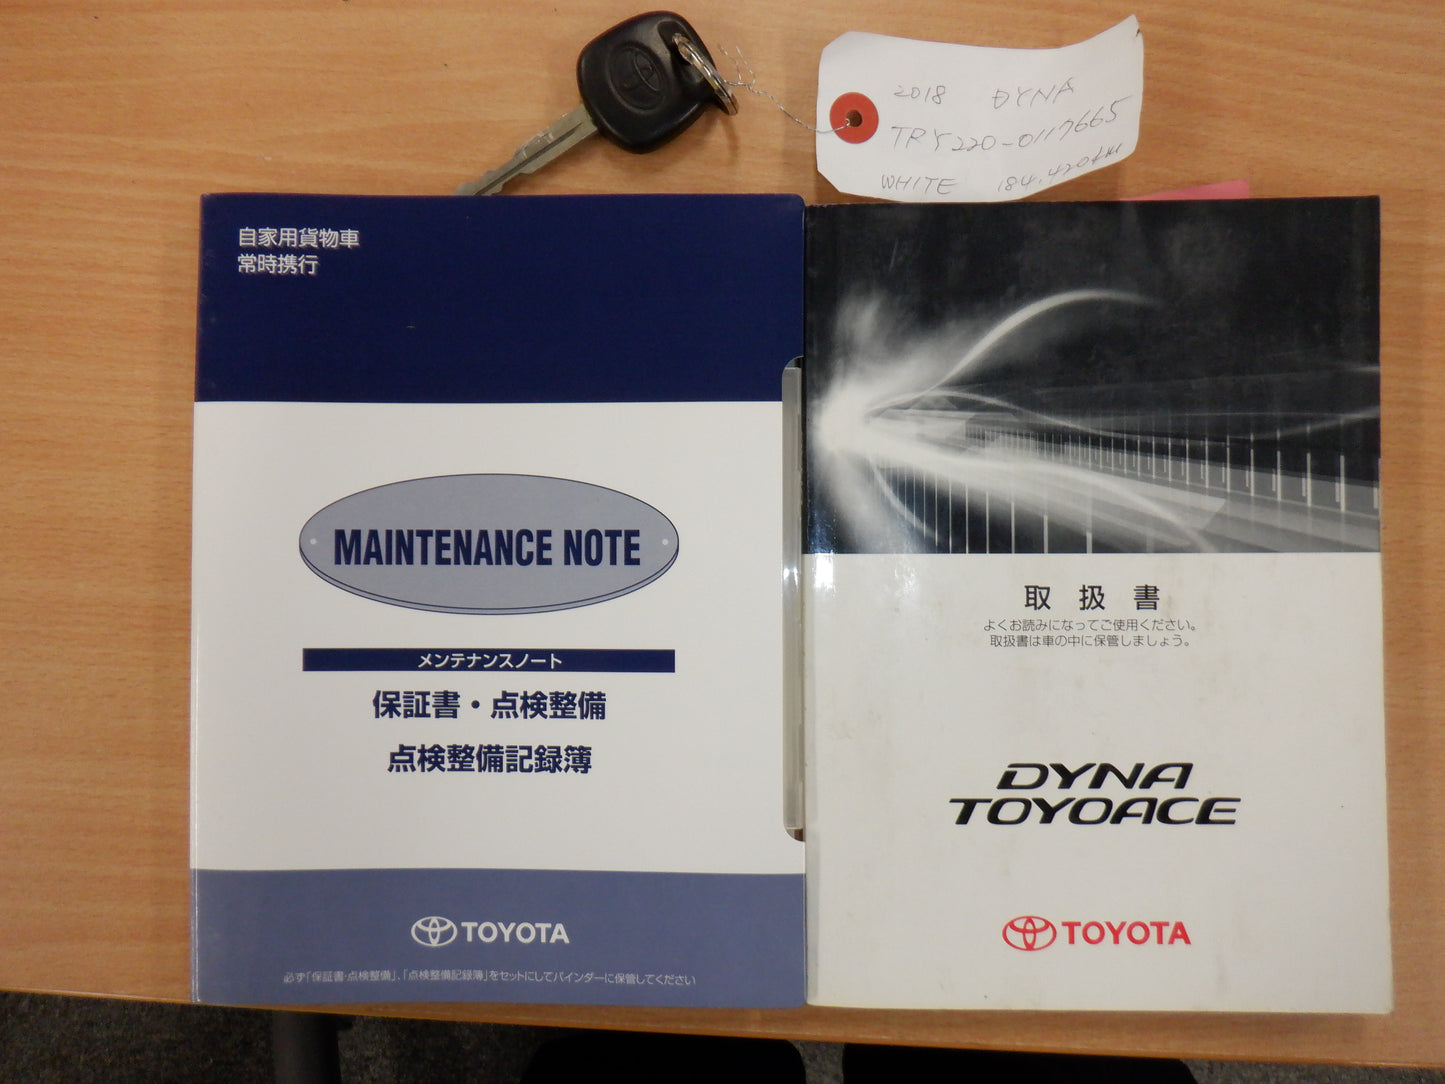 2018 DYNA
TRY220-0117665
WHITE 184,420km
自家用貨物車
常時携行
MAINTENANCE NOTE
メンテナンスノート
保証書・点検整備
点検整備記録簿
TOYOTA
必ず「保証書・点検整備」、「点検整備記録簿」をセットにしてバインダーに保管してください
取扱書
よくお読みになってご使用ください。
取扱書は車の中に保管しましょう。
DYNA
TOYOACE
TOYOTA